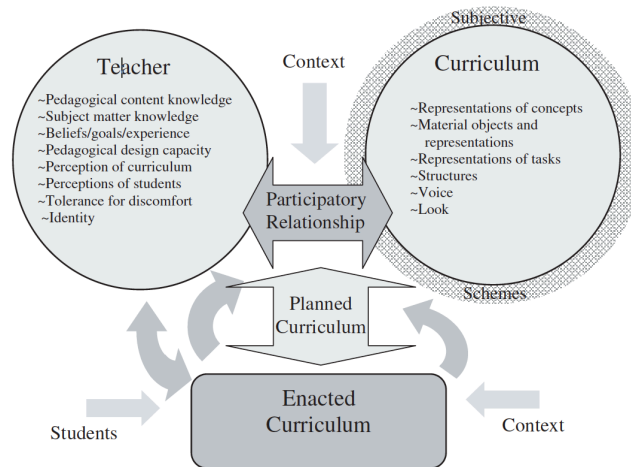 Subjective
Teacher
Context
Curriculum
~Pedagogical content knowledge
~Subject matter knowledge
~Beliefs/goals/experience
~Pedagogical design capacity
~Perception of curriculum
~Perceptions of students
~Tolerance for discomfort
~Identity
~Representations of concepts
~Material objects and
representations
~Representations of tasks
~Structures
~Voice
~Look
Participatory
Relationship
Schemes
Planned
Curriculum
Enacted
Curriculum
Students
Context